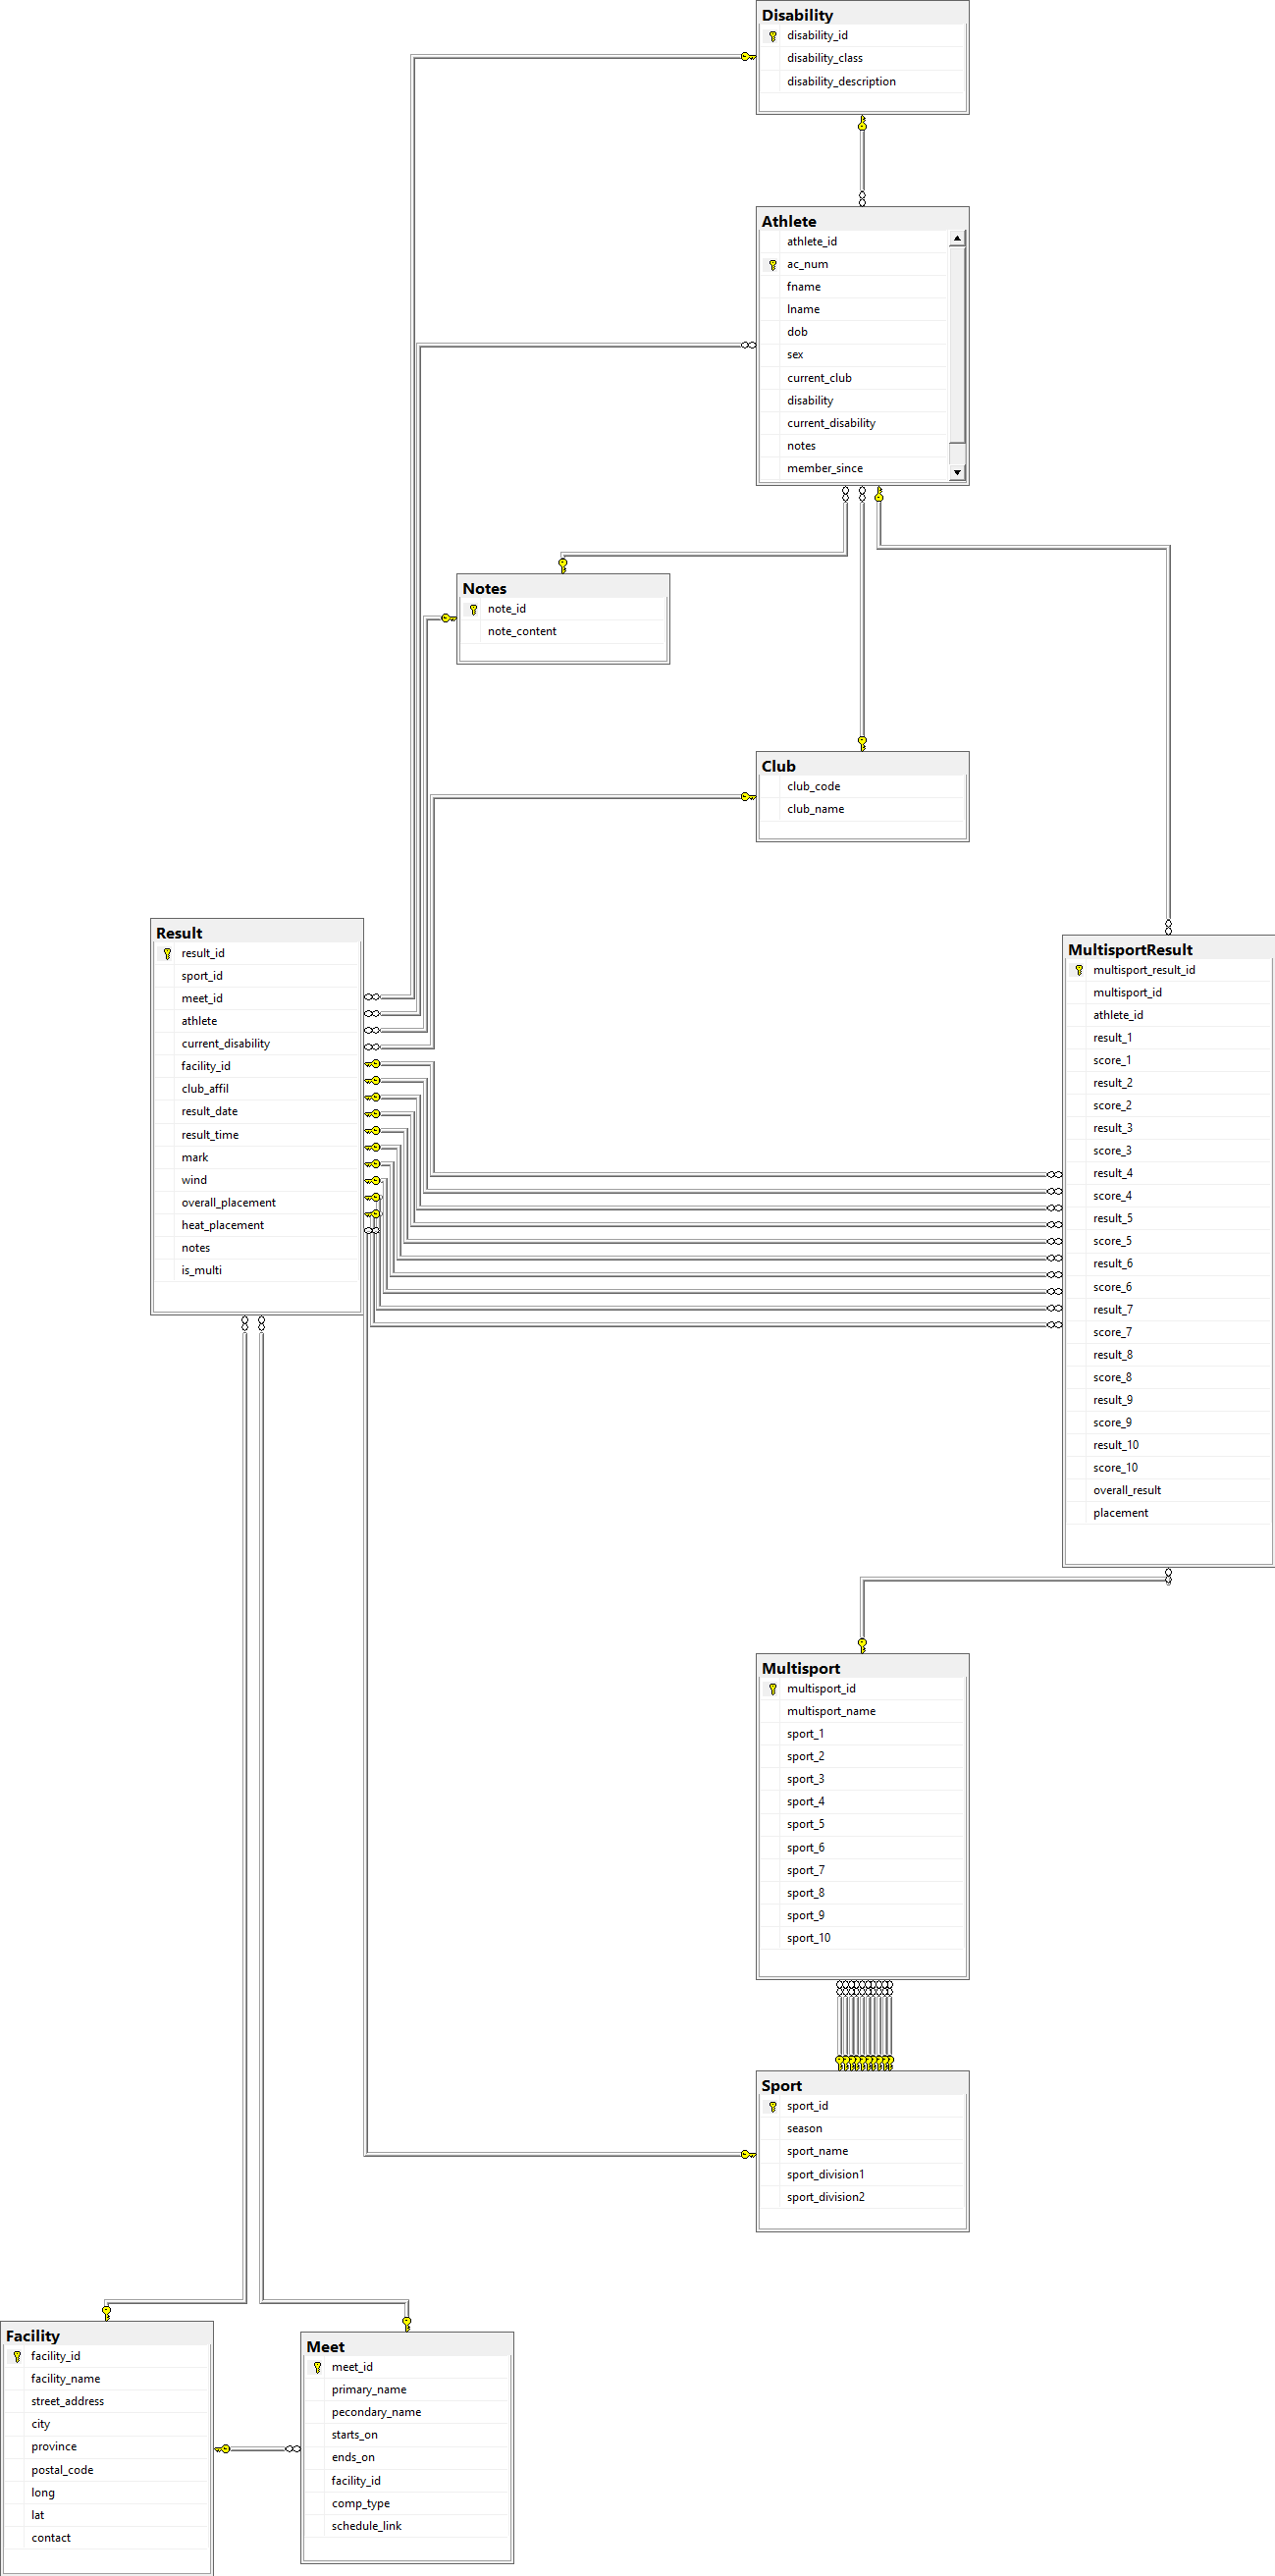 Disability
disability_id
disability_class
disability_description
Athlete
athlete_id
ac_num
fname
lname
dob
sex
current_club
disability
current_disability
notes
member_since
Notes
note_id
note_content
Club
club_code
club_name
Result
result_id
sport_id
meet_id
athlete
current_disability
facility_id
club_affil
result_date
result_time
mark
wind
overall_placement
heat_placement
notes
is_multi
MultisportResult
multisport_result_id
multisport_id
athlete_id
result_1
score_1
result_2
score_2
result_3
score_3
result_4
score_4
result_5
score_5
result_6
score_6
result_7
score_7
result_8
score_8
result_9
score_9
result_10
score_10
overall_result
placement
Multisport
multisport_id
multisport_name
sport_1
sport_2
sport_3
sport_4
sport_5
sport_6
sport_7
sport_8
sport_9
sport_10
Sport
sport_id
season
sport_name
sport_division1
sport_division2
Facility
facility_id
facility_name
street_address
city
province
postal_code
long
lat
contact
Meet
meet_id
primary_name
pecondary_name
starts_on
ends_on
facility_id
comp_type
schedule_link